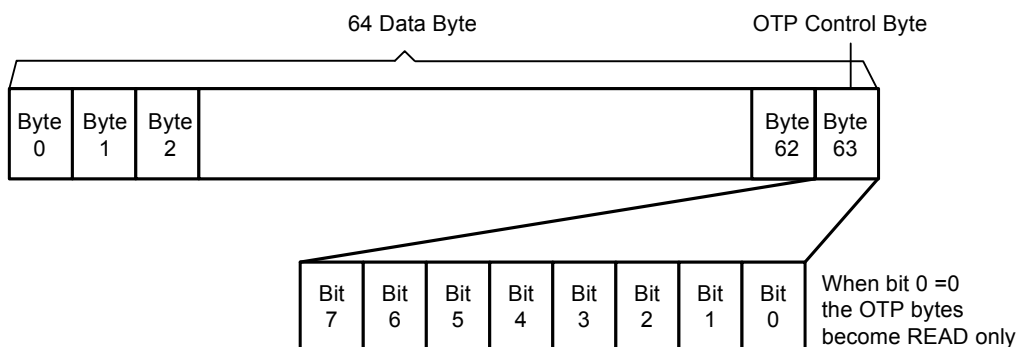 64 Data Byte
OTP Control Byte
Byte 0
Byte 1
Byte 2
Byte 62
Byte 63
Bit 7
Bit 6
Bit 5
Bit 4
Bit 3
Bit 2
Bit 1
Bit 0
When bit 0 =0
the OTP bytes
become READ only